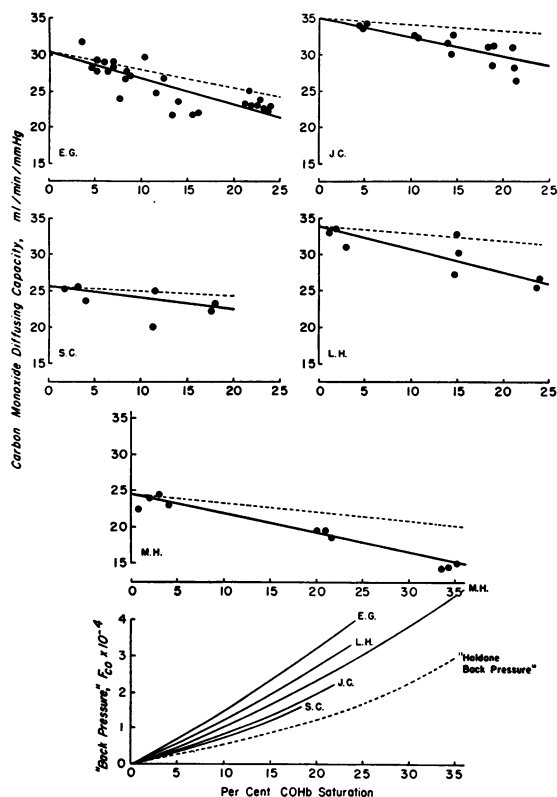 Carbon Monoxide Diffusing Capacity, ml/min/mmHg
35
30
25
20
15
E.G.
0 5 10 15 20 25
35
30
25
20
15
J.C.
0 5 10 15 20 25
35
30
25
20
15
S.C.
0 5 10 15 20 25
35
30
25
20
15
L.H.
0 5 10 15 20 25
35
30
25
20
15
M.H.
0 5 10 15 20 25 30 35
"Back Pressure," FCO x 10-4
4
3
2
1
0
E.G.
L.H.
M.H.
J.C.
S.C.
"Haldane
Back Pressure"
0 5 10 15 20 25 30 35
Per Cent COHb Saturation